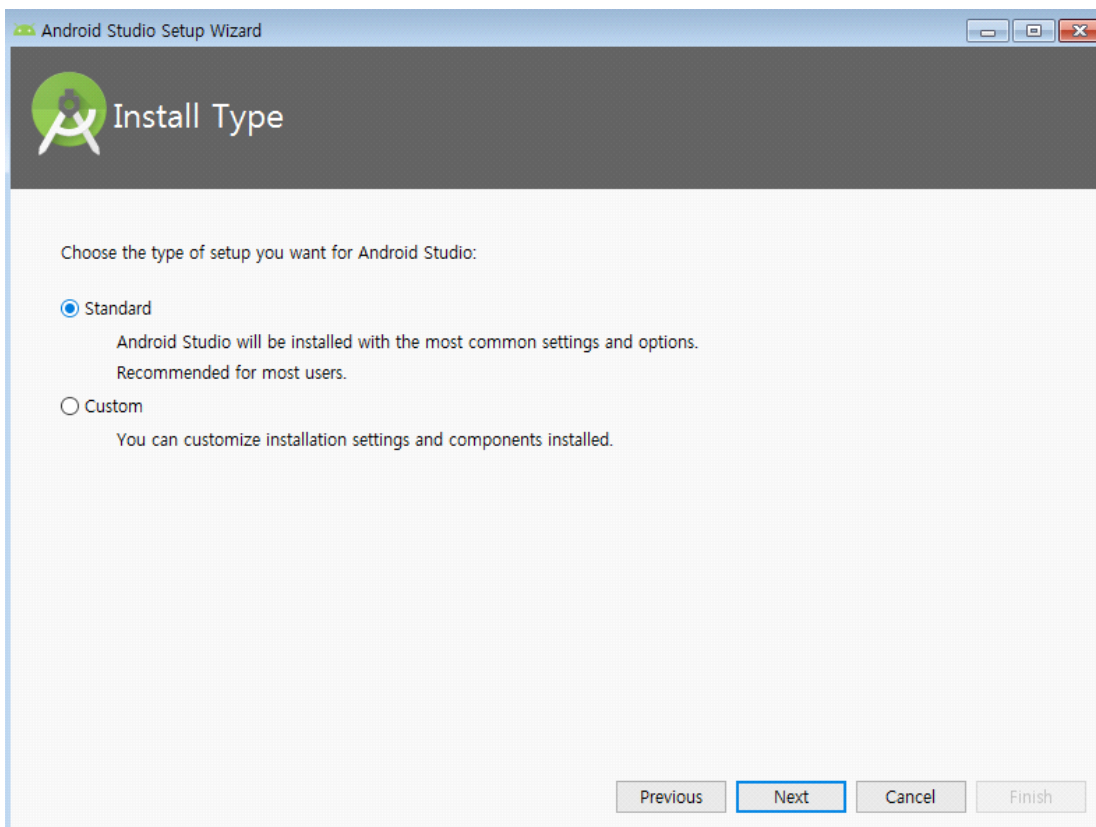 Android Studio Setup Wizard
Install Type
Choose the type of setup you want for Android Studio:
Standard
Android Studio will be installed with the most common settings and options.
Recommended for most users.
Custom
You can customize installation settings and components installed.
Previous Next Cancel Finish